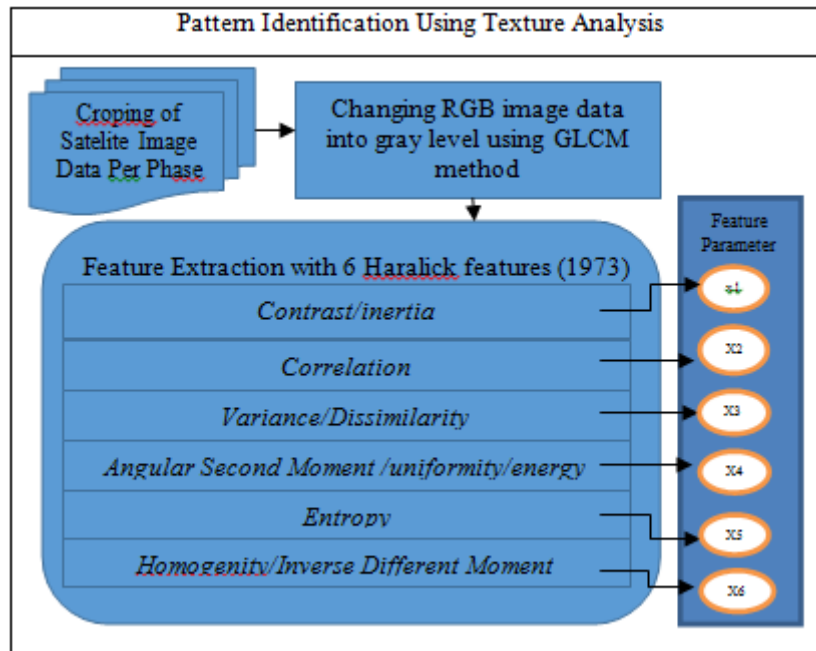 Pattern Identification Using Texture Analysis
Croping of
Satelite Image
Data Per Phase
Changing RGB image data
into gray level using GLCM
method
Feature Extraction with 6 Haralick features (1973)
Contrast/inertia
Correlation
Variance/Dissimilarity
Angular Second Moment /uniformity/energy
Entropy
Homogenity/Inverse Different Moment
Feature
Parameter
x1
X2
X3
X4
X5
X6